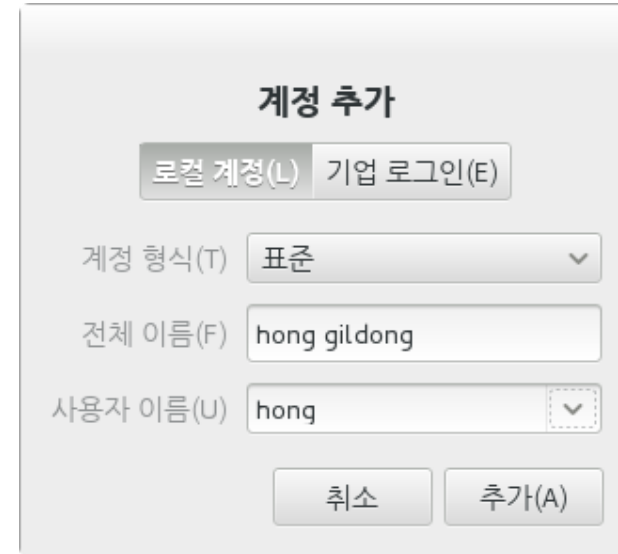 계정 추가
로컬 계정(L) 기업 로그인(E)
계정 형식(T) 표준
전체 이름(F) hong gildong
사용자 이름(U) hong
취소 추가(A)